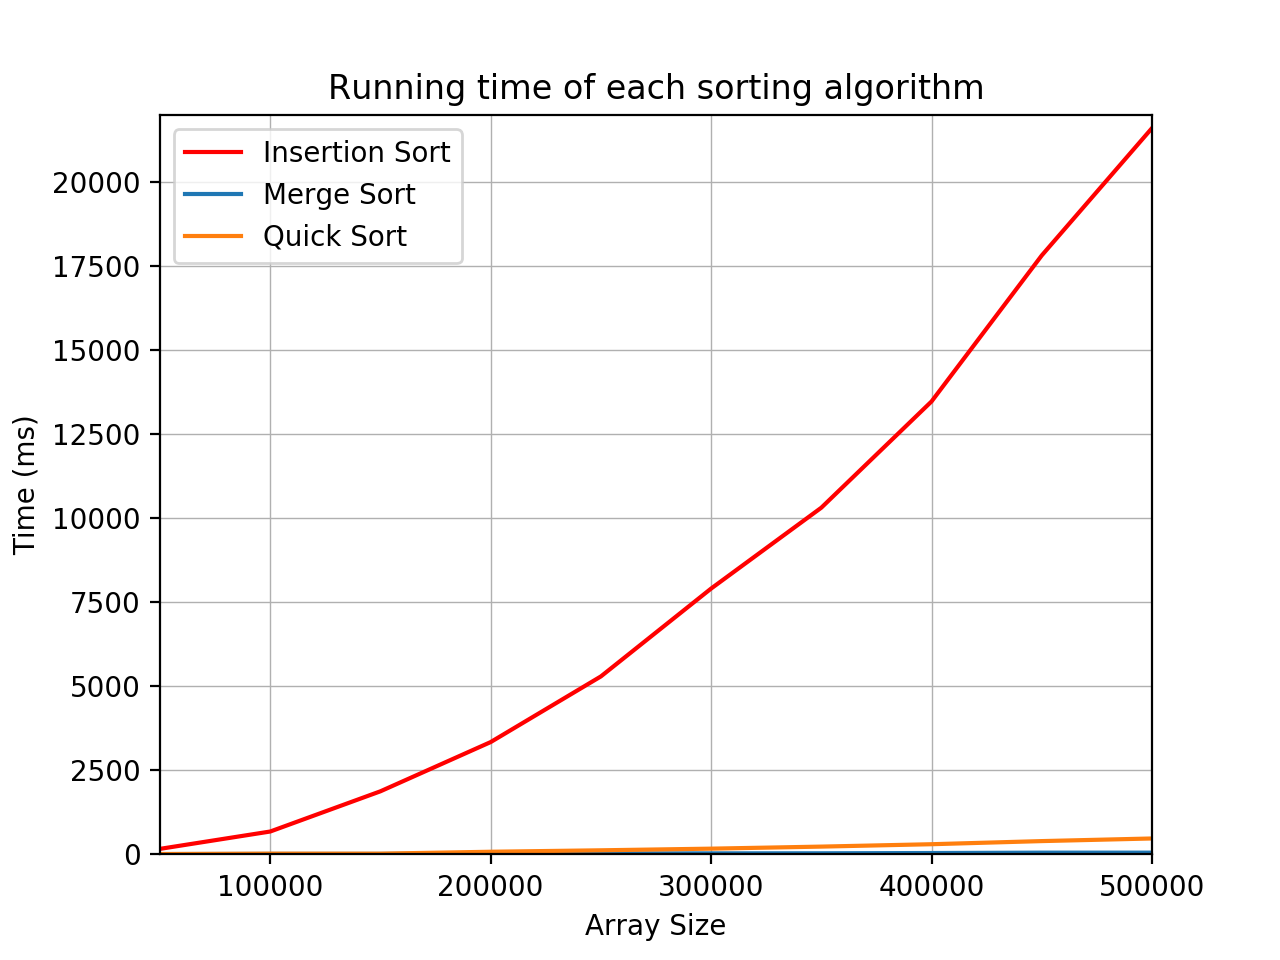 Running time of each sorting algorithm
Insertion Sort
Merge Sort
Quick Sort
20000
17500
15000
12500
10000
7500
5000
2500
0
Time (ms)
100000 200000 300000 400000 500000
Array Size